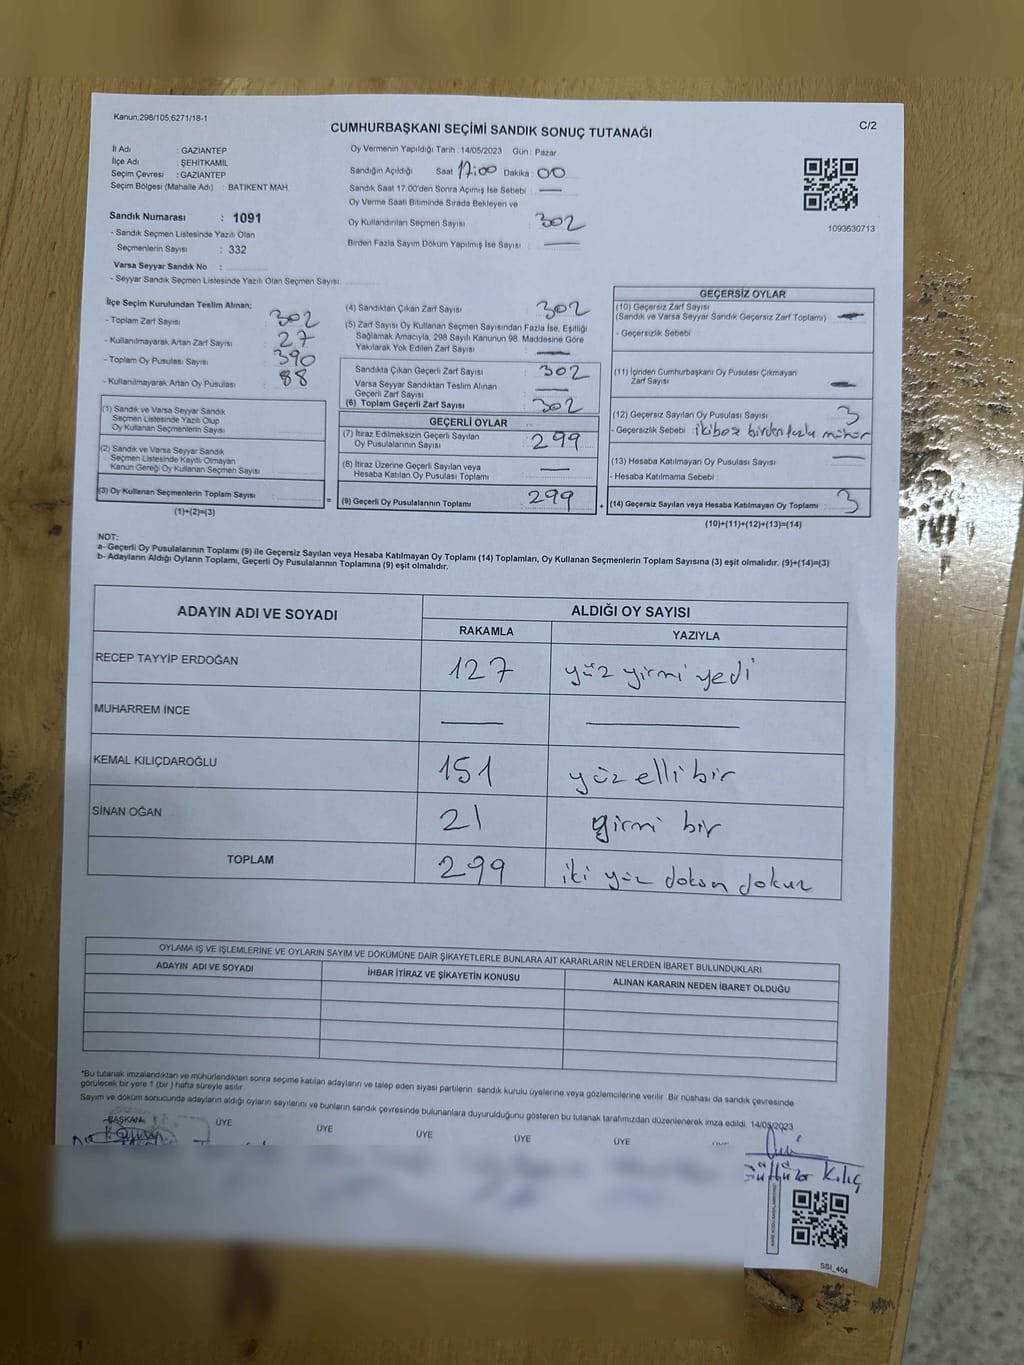 Kanun:298/105;6271/18-1
CUMHURBAŞKANI SEÇİMİ SANDIK SONUÇ TUTANAĞI
C/2
İl Adı : GAZIANTEP
İlçe Adı : ŞEHİTKAMİL
Seçim Çevresi : GAZIANTEP
Seçim Bölgesi (Mahalle Adı) : BATIKENT MAH.
Oy Vermenin Yapıldığı Tarih : 14/05/2023 Gün : Pazar
Sandığın Açıldığı Saat 17:00 Dakika : 00
Sandık Saat 17:00'den Sonra Açımış İse Sebebi : —
Oy Verme Saati Bitiminde Sırada Bekleyen ve
Oy Kullandırılan Seçmen Sayısı : 302
Birden Fazla Sayım Döküm Yapılmış İse Sayısı : —
1093630713
Sandık Numarası : 1091
- Sandık Seçmen Listesinde Yazılı Olan
Seçmenlerin Sayısı : 332
Varsa Seyyar Sandık No :
- Seyyar Sandık Seçmen Listesinde Yazılı Olan Seçmen Sayısı:
İlçe Seçim Kurulundan Teslim Alınan;
- Toplam Zarf Sayısı : 302
- Kullanılmayarak Artan Zarf Sayısı : 27
- Toplam Oy Pusulası Sayısı : 390
- Kullanılmayarak Artan Oy Pusulası : 88
(1) Sandık ve Varsa Seyyar Sandık
Seçmen Listesinde Yazılı Olup
Oy Kullanan Seçmenlerin Sayısı :
(2) Sandık ve Varsa Seyyar Sandık
Seçmen Listesinde Kayıtlı Olmayan
Kanun Gereği Oy Kullanan Seçmen Sayısı :
(3) Oy Kullanan Seçmenlerin Toplam Sayısı =
(1)+(2)=(3)
(4) Sandıktan Çıkan Zarf Sayısı : 302
(5) Zarf Sayısı Oy Kullanan Seçmen Sayısından Fazla İse, Eşitliği
Sağlamak Amacıyla, 298 Sayılı Kanunun 98. Maddesine Göre
Yakılarak Yok Edilen Zarf Sayısı : —
Sandıkta Çıkan Geçerli Zarf Sayısı : 302
Varsa Seyyar Sandıktan Teslim Alınan
Geçerli Zarf Sayısı : —
(6) Toplam Geçerli Zarf Sayısı : 302
GEÇERLİ OYLAR
(7) İtiraz Edilmeksizin Geçerli Sayılan
Oy Pusulalarının Sayısı : 299
(8) İtiraz Üzerine Geçerli Sayılan veya
Hesaba Katılan Oy Pusulası Toplamı : —
(9) Geçerli Oy Pusulalarının Toplamı : 299 +
GEÇERSİZ OYLAR
(10) Geçersiz Zarf Sayısı
(Sandık ve Varsa Seyyar Sandık Geçersiz Zarf Toplamı) : —
- Geçersizlik Sebebi :
(11) İçinden Cumhurbaşkanı Oy Pusulası Çıkmayan
Zarf Sayısı : —
(12) Geçersiz Sayılan Oy Pusulası Sayısı : 3
- Geçersizlik Sebebi : iki boş birden fazla mühür
(13) Hesaba Katılmayan Oy Pusulası Sayısı : —
- Hesaba Katılmama Sebebi :
(14) Geçersiz Sayılan veya Hesaba Katılmayan Oy Toplamı : 3
(10)+(11)+(12)+(13)=(14)
NOT:
a- Geçerli Oy Pusulalarının Toplamı (9) ile Geçersiz Sayılan veya Hesaba Katılmayan Oy Toplamı (14) Toplamları, Oy Kullanan Seçmenlerin Toplam Sayısına (3) eşit olmalıdır. (9)+(14)=(3)
b- Adayların Aldığı Oyların Toplamı, Geçerli Oy Pusulalarının Toplamına (9) eşit olmalıdır.
ADAYIN ADI VE SOYADI ALDIĞI OY SAYISI
RAKAMLA YAZIYLA
RECEP TAYYİP ERDOĞAN 127 yüz yirmi yedi
MUHARREM İNCE — —
KEMAL KILIÇDAROĞLU 151 yüz elli bir
SİNAN OĞAN 21 yirmi bir
TOPLAM 299 iki yüz doksan dokuz
OYLAMA İŞ VE İŞLEMLERİNE VE OYLARIN SAYIM VE DÖKÜMÜNE DAİR ŞİKAYETLERLE BUNLARA AİT KARARLARIN NELERDEN İBARET BULUNDUKLARI
ADAYIN ADI VE SOYADI İHBAR İTİRAZ VE ŞİKAYETİN KONUSU ALINAN KARARIN NEDEN İBARET OLDUĞU
*Bu tutanak imzalandıktan ve mühürlendikten sonra seçime katılan adayların ve talep eden siyasi partilerin sandık kurulu üyelerine veya gözlemcilerine verilir. Bir nüshası da sandık çevresinde
görülecek bir yere 1 (bir ) hafta süreyle asılır.
Sayım ve döküm sonucunda adayların aldığı oyların sayılarını ve bunların sandık çevresinde bulunanlara duyurulduğunu gösteren bu tutanak tarafımızdan düzenlenerek imza edildi. 14/05/2023
BAŞKAN ÜYE ÜYE ÜYE ÜYE ÜYE
Kılıç
SSI_404